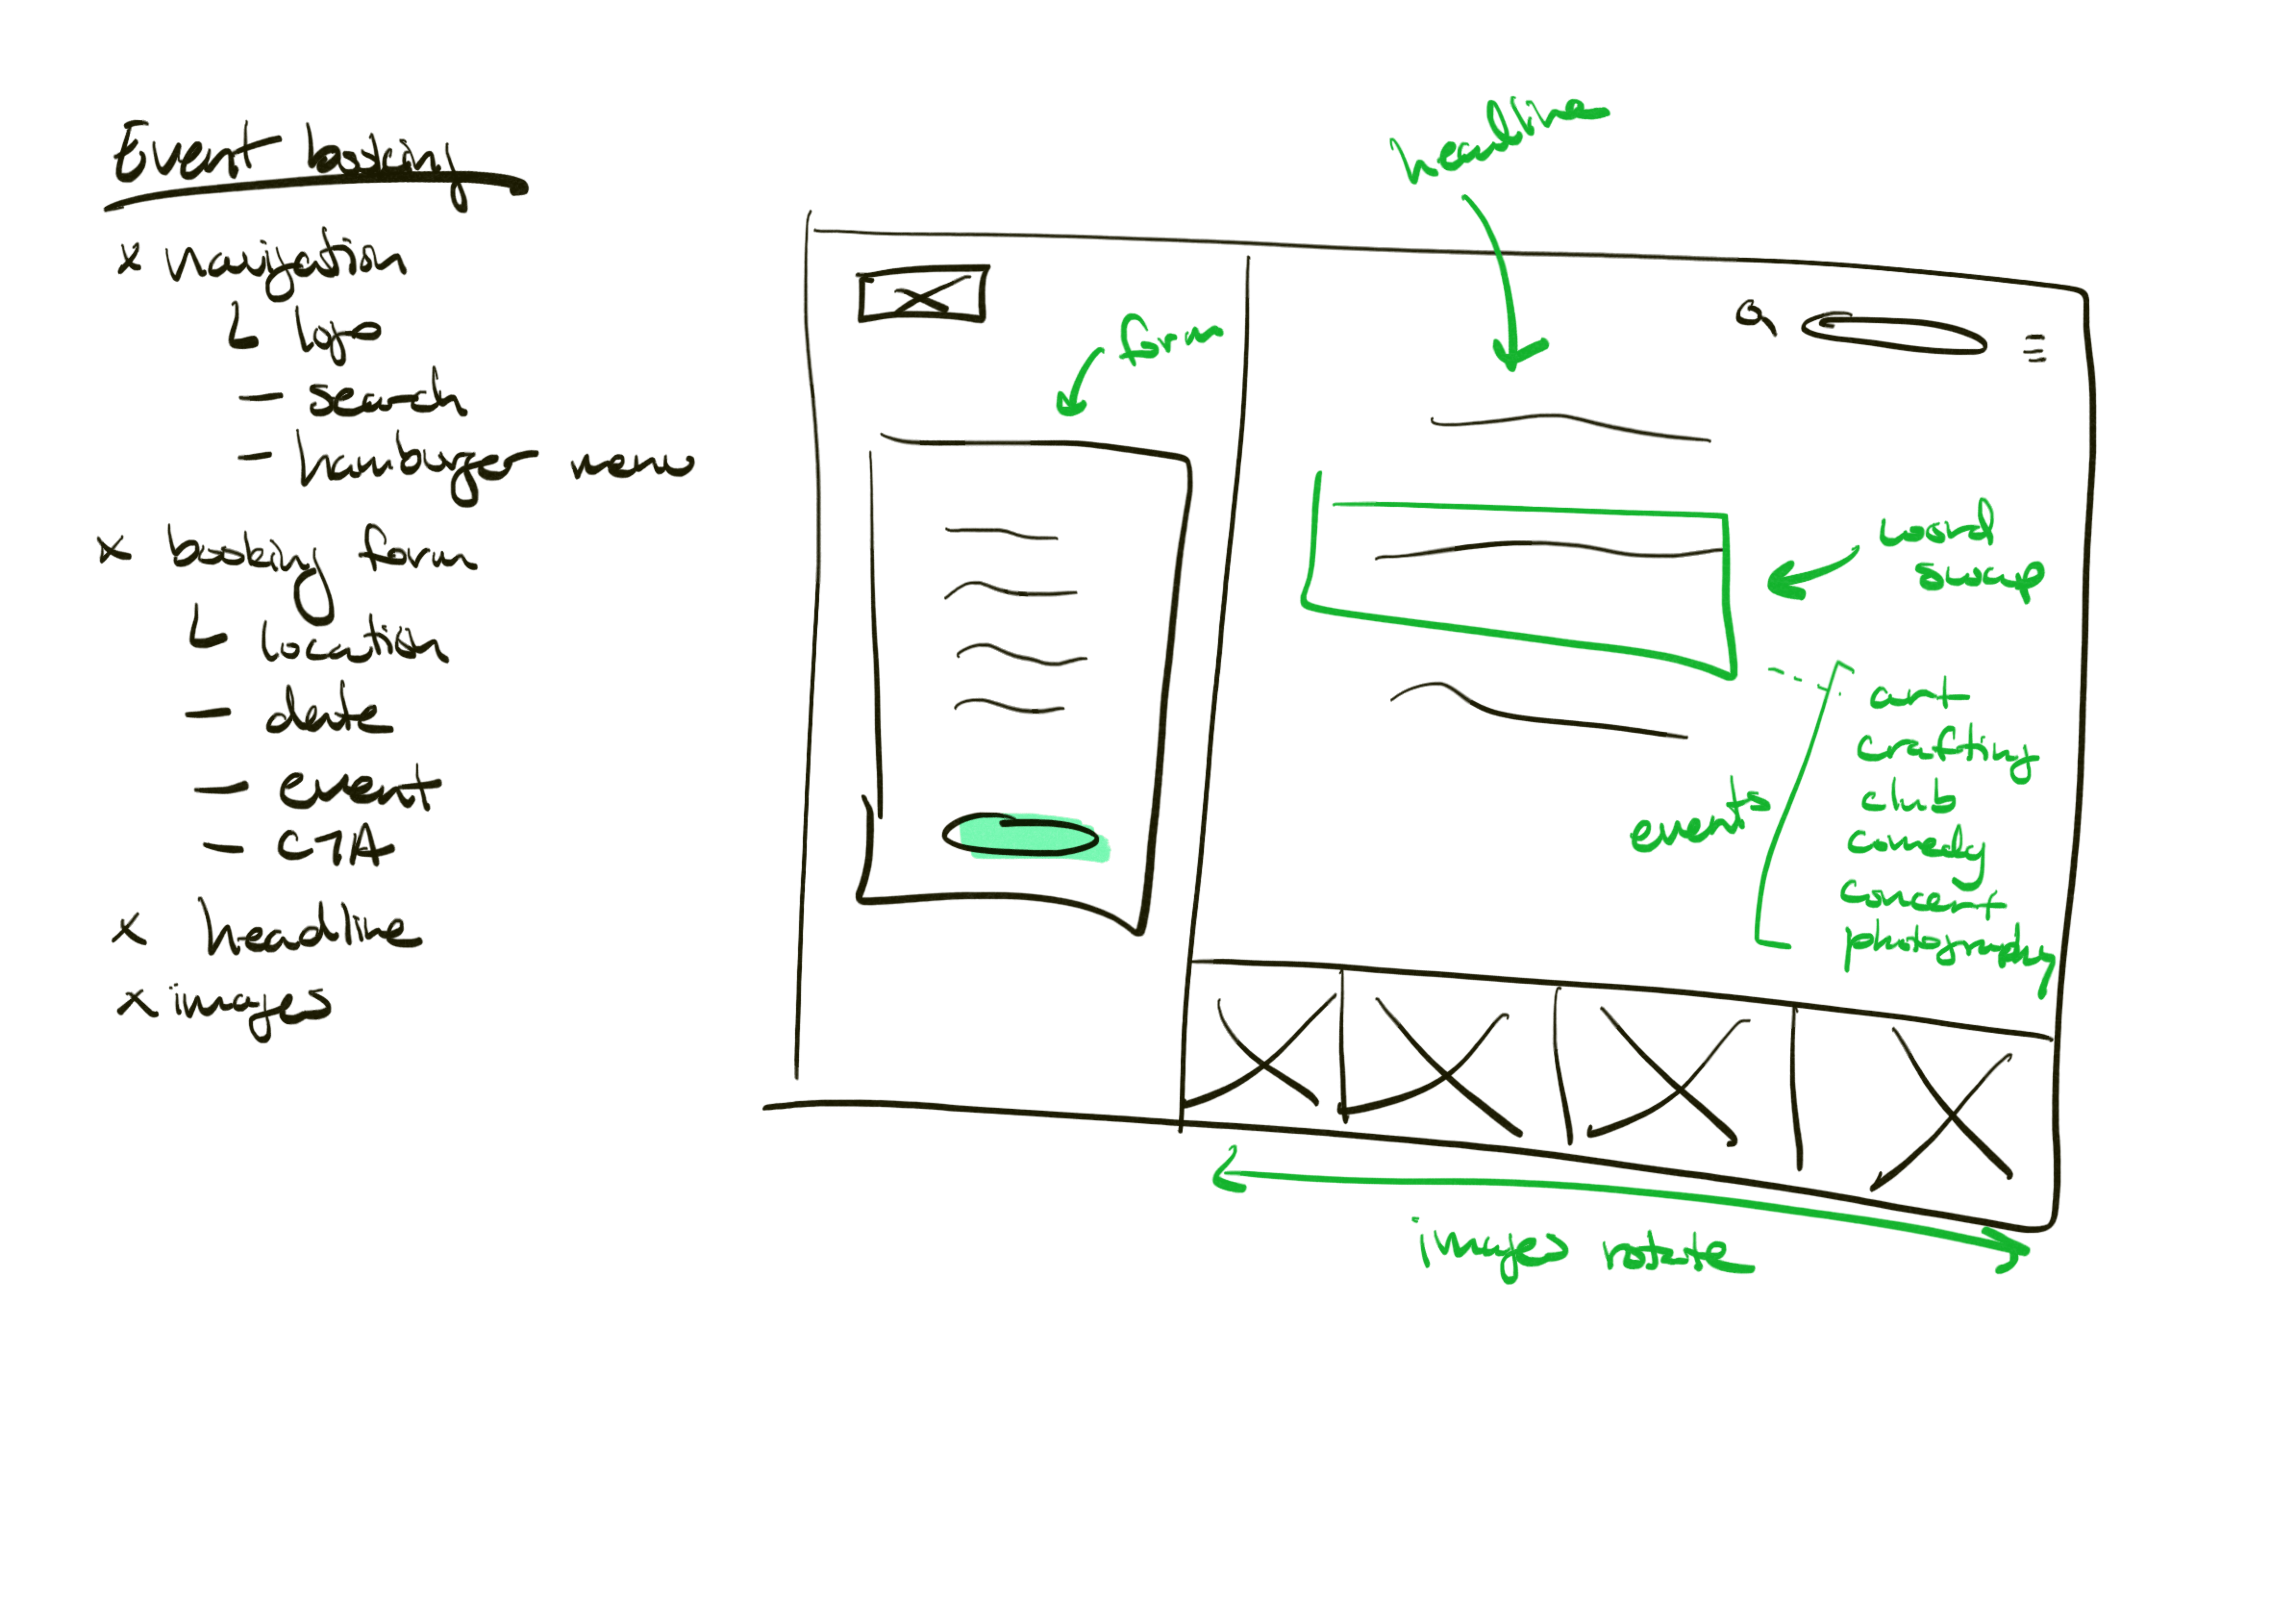 Event booking
x navigation
logo
- search
- hamburger menu
x booking form
location
- date
- event
- CTA
x headline
x images
headline
form
word
swap
events
art
crafting
club
comedy
concert
photography
images rotate